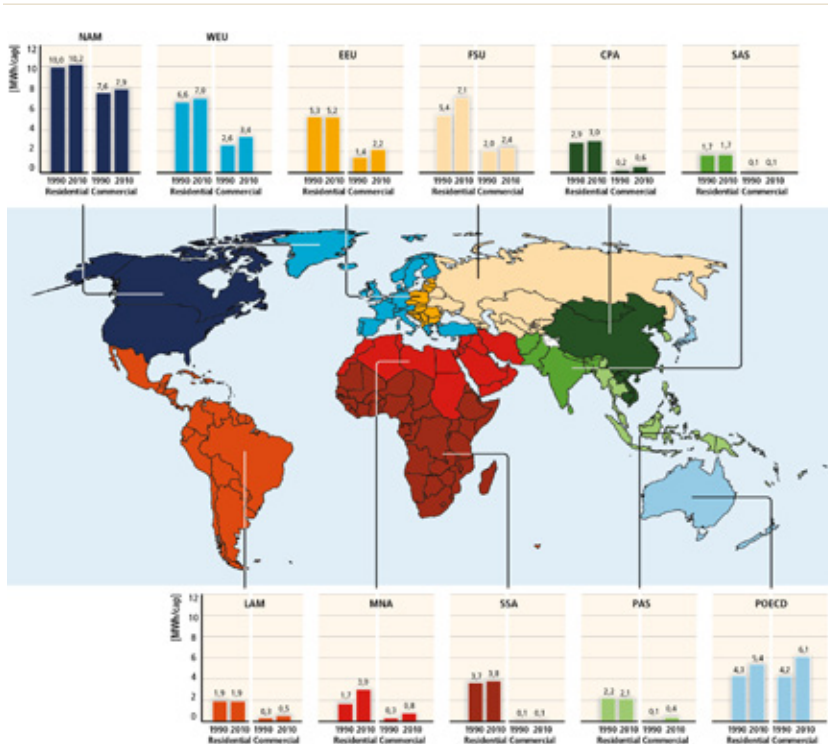 NAM WEU EEU FSU CPA SAS
[MWh/cap]
12
10
8
6
4
2
0
10,0 10,2 7,6 7,9
6,6 7,0 2,6 3,4
5,3 5,2 1,4 2,2
5,4 7,1 2,0 2,4
2,9 3,0 0,2 0,6
1,7 1,7 0,1 0,1
1990 2010 1990 2010 1990 2010 1990 2010 1990 2010 1990 2010 1990 2010 1990 2010 1990 2010 1990 2010 1990 2010 1990 2010
Residential Commercial Residential Commercial Residential Commercial Residential Commercial Residential Commercial Residential Commercial
LAM MNA SSA PAS POECD
[MWh/cap]
12
10
8
6
4
2
0
1,9 1,9 0,3 0,5
1,7 3,9 0,3 0,8
3,7 3,8 0,1 0,1
2,2 2,1 0,1 0,4
4,3 5,4 4,2 6,1
1990 2010 1990 2010 1990 2010 1990 2010 1990 2010 1990 2010 1990 2010 1990 2010 1990 2010 1990 2010
Residential Commercial Residential Commercial Residential Commercial Residential Commercial Residential Commercial